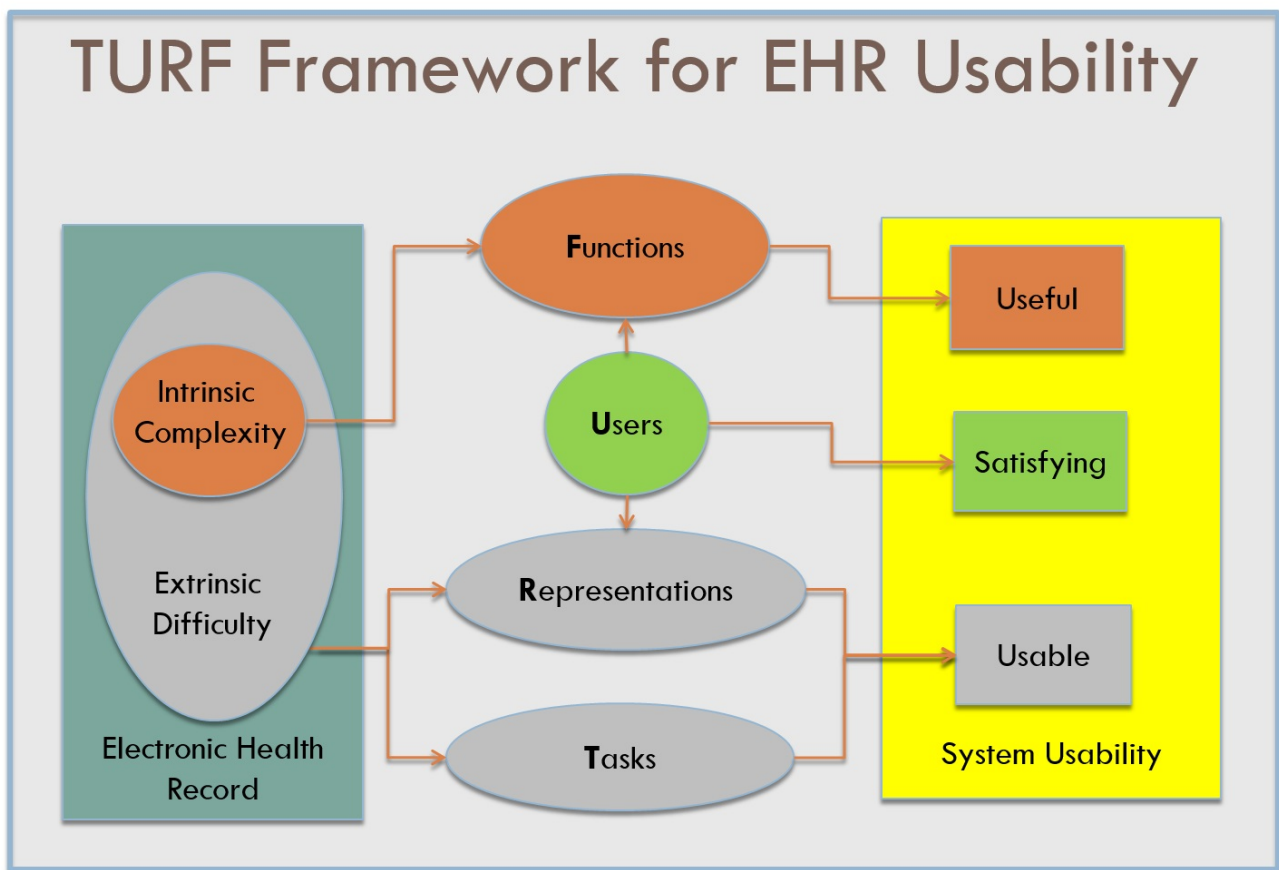 TURF Framework for EHR Usability
Functions
Useful
Intrinsic
Complexity
Users
Satisfying
Extrinsic
Difficulty
Representations
Usable
Electronic Health
Record
Tasks
System Usability